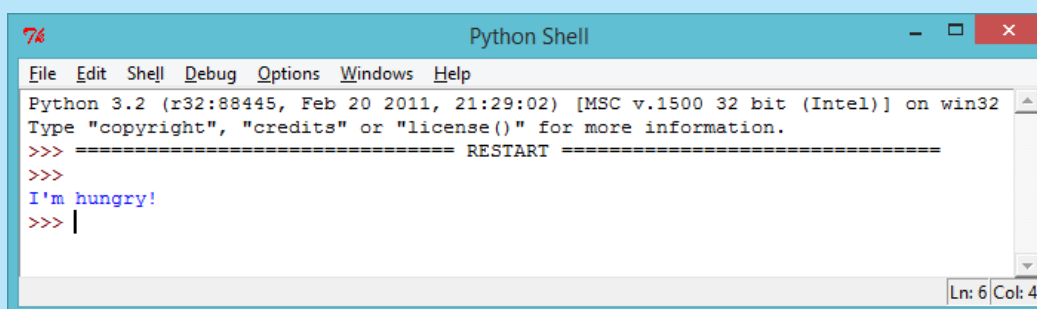 Python Shell
File Edit Shell Debug Options Windows Help
Python 3.2 (r32:88445, Feb 20 2011, 21:29:02) [MSC v.1500 32 bit (Intel)] on win32
Type "copyright", "credits" or "license()" for more information.
>>> ================================ RESTART ================================
>>>
I'm hungry!
>>>
Ln: 6 Col: 4